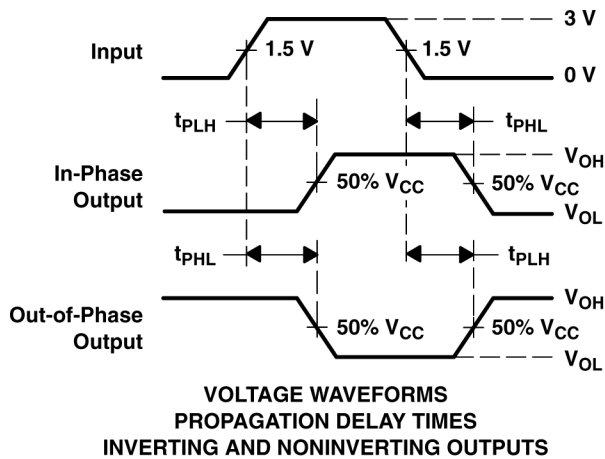 3 V
Input
1.5 V
1.5 V
0 V
tPLH
tPHL
In-Phase
Output
VOH
50% VCC
50% VCC
VOL
tPHL
tPLH
Out-of-Phase
Output
VOH
50% VCC
50% VCC
VOL
VOLTAGE WAVEFORMS
PROPAGATION DELAY TIMES
INVERTING AND NONINVERTING OUTPUTS